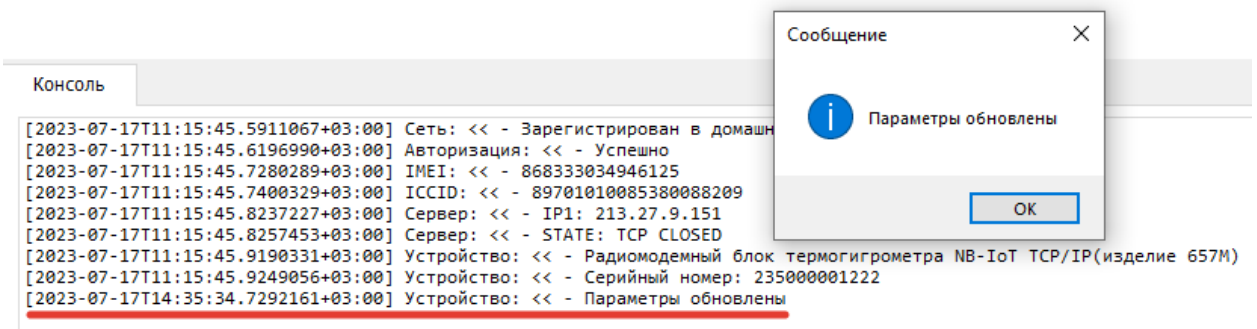 Сообщение
Параметры обновлены
OK
Консоль
[2023-07-17T11:15:45.5911067+03:00] Сеть: << - Зарегистрирован в домашн
[2023-07-17T11:15:45.6196990+03:00] Авторизация: << - Успешно
[2023-07-17T11:15:45.7280289+03:00] IMEI: << - 868333034946125
[2023-07-17T11:15:45.7400329+03:00] ICCID: << - 89701010085380088209
[2023-07-17T11:15:45.8237227+03:00] Сервер: << - IP1: 213.27.9.151
[2023-07-17T11:15:45.8257453+03:00] Сервер: << - STATE: TCP CLOSED
[2023-07-17T11:15:45.9190331+03:00] Устройство: << - Радиомодемный блок термогигрометра NB-IoT TCP/IP(изделие 657М)
[2023-07-17T11:15:45.9249056+03:00] Устройство: << - Серийный номер: 235000001222
[2023-07-17T14:35:34.7292161+03:00] Устройство: << - Параметры обновлены